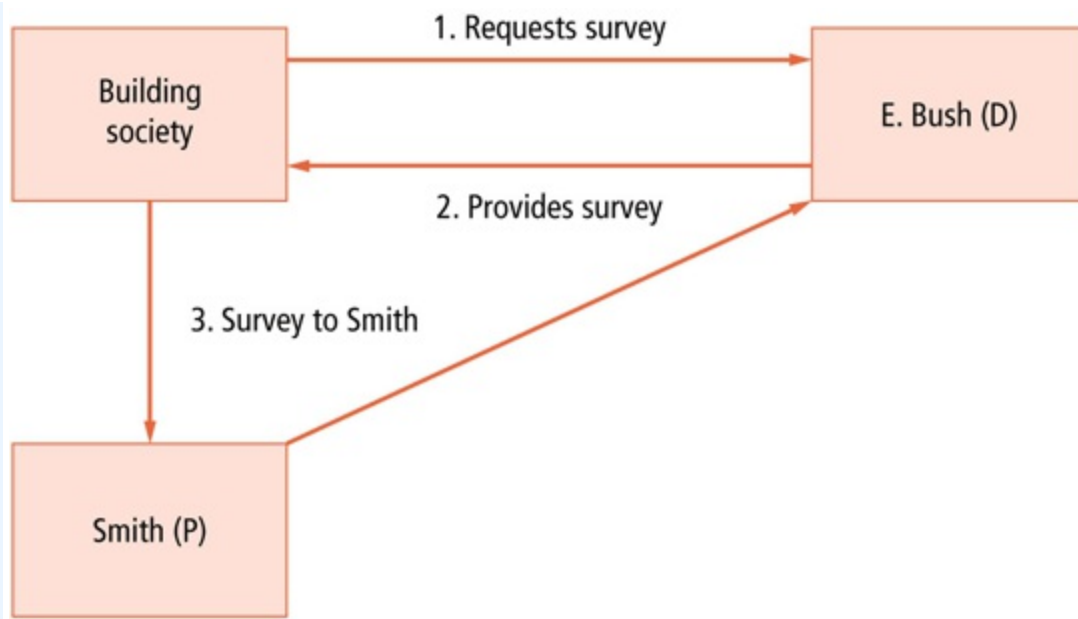 1. Requests survey
Building
society
E. Bush (D)
2. Provides survey
3. Survey to Smith
Smith (P)